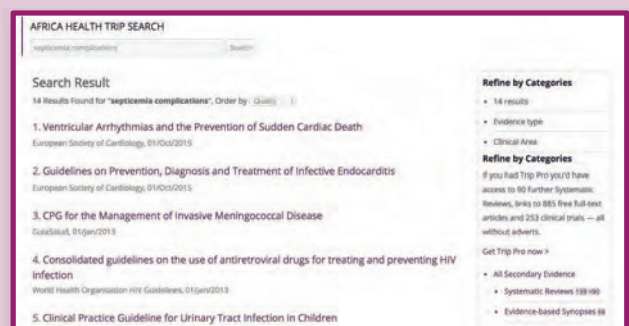 AFRICA HEALTH TRIP SEARCH
septicemia complications
Search
Search Result
14 Results Found for "septicemia complications", Order by Quality
1. Ventricular Arrhythmias and the Prevention of Sudden Cardiac Death
European Society of Cardiology, 01/Oct/2015
2. Guidelines on Prevention, Diagnosis and Treatment of Infective Endocarditis
European Society of Cardiology, 01/Oct/2015
3. CPG for the Management of Invasive Meningococcal Disease
GuiaSalud, 01/Jan/2013
4. Consolidated guidelines on the use of antiretroviral drugs for treating and preventing HIV
infection
World Health Organisation HIV Guidelines, 01/Jan/2013
5. Clinical Practice Guideline for Urinary Tract Infection in Children
Refine by Categories
14 results
Evidence type
Clinical Area
Refine by Categories
If you had Trip Pro you'd have
access to 90 further Systematic
Reviews, links to 885 free full-text
articles and 253 clinical trials — all
without adverts.
Get Trip Pro now >
All Secondary Evidence
Systematic Reviews 159 +90
Evidence-based Synopses